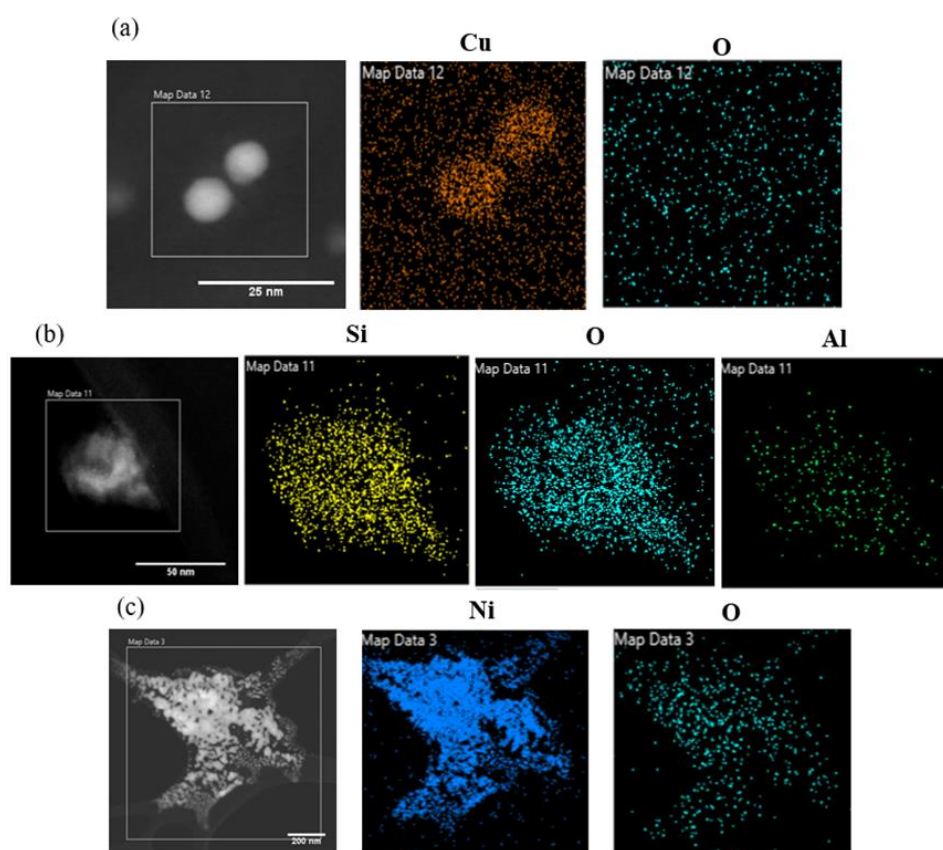 (a)
Cu
O
Map Data 12
Map Data 12
Map Data 12
25 nm
(b)
Si
O
Al
Map Data 11
Map Data 11
Map Data 11
Map Data 11
50 nm
(c)
Ni
O
Map Data 3
Map Data 3
Map Data 3
200 nm